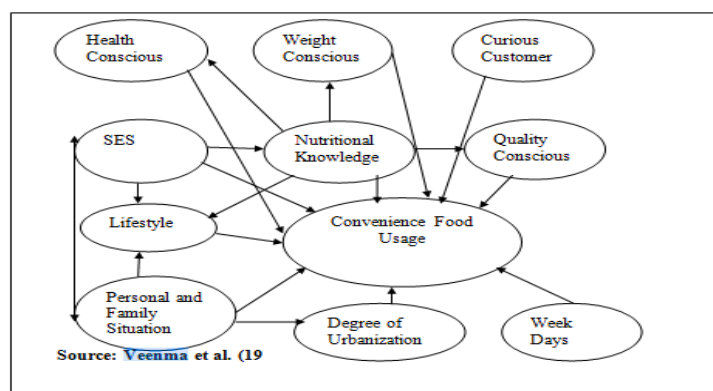 Health
Conscious
Weight
Conscious
Curious
Customer
SES
Nutritional
Knowledge
Quality
Conscious
Lifestyle
Convenience Food
Usage
Personal and
Family
Situation
Degree of
Urbanization
Week
Days
Source: Veenma et al. (19